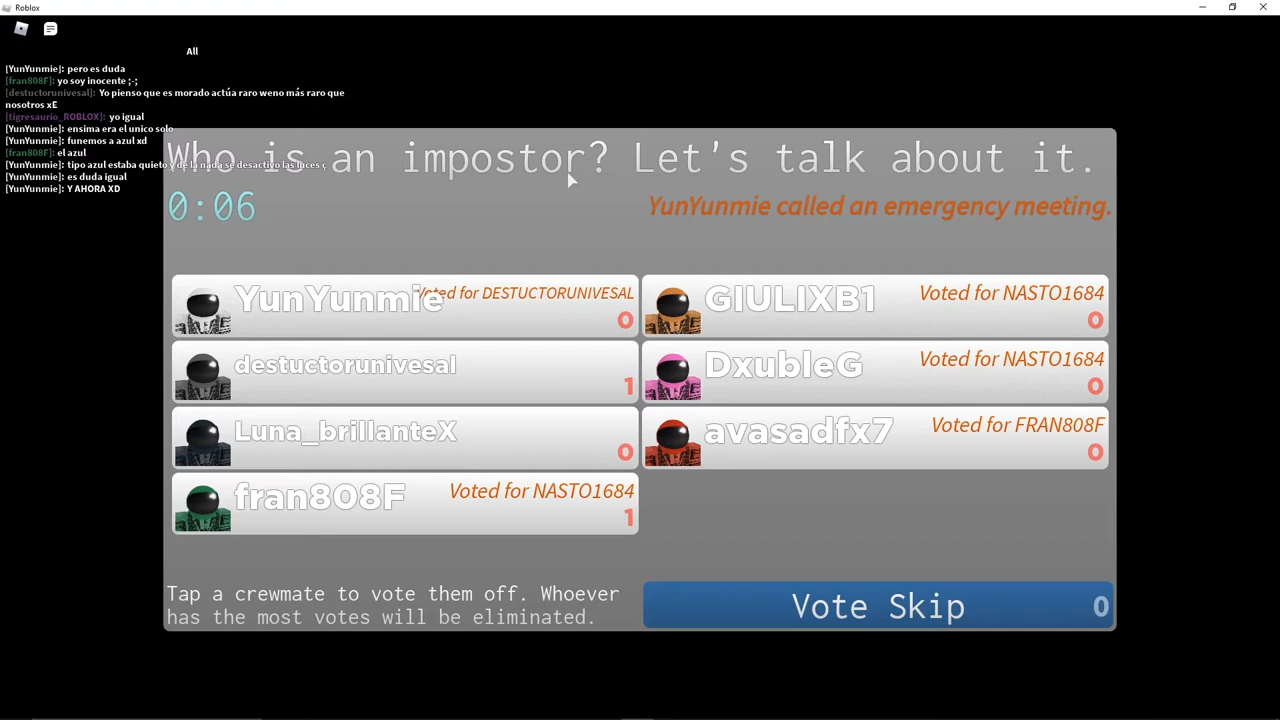 Roblox
All
[YunYunmie]: pero es duda
[fran808F]: yo soy inocente ;-;
[destuctorunivesal]: Yo pienso que es morado actúa raro weno más raro que
nosotros xE
[tigresaurio_ROBLOX]: yo igual
[YunYunmie]: ensima era el unico solo
[YunYunmie]: funemos a azul xd
[fran808F]: el azul
[YunYunmie]: tipo azul estaba quieto y de la nada se desactivo las luces ç
[YunYunmie]: es duda igual
[YunYunmie]: Y AHORA XD
Who is an impostor? Let's talk about it.
0:06
YunYunmie called an emergency meeting.
YunYunmie
Voted for DESTUCTORUNIVESAL
0
GIULIXB1
Voted for NASTO1684
0
destuctorunivesal
1
DxubleG
Voted for NASTO1684
0
Luna_brillanteX
0
avasadfx7
Voted for FRAN808F
0
fran808F
Voted for NASTO1684
1
Tap a crewmate to vote them off. Whoever
has the most votes will be eliminated.
Vote Skip
0